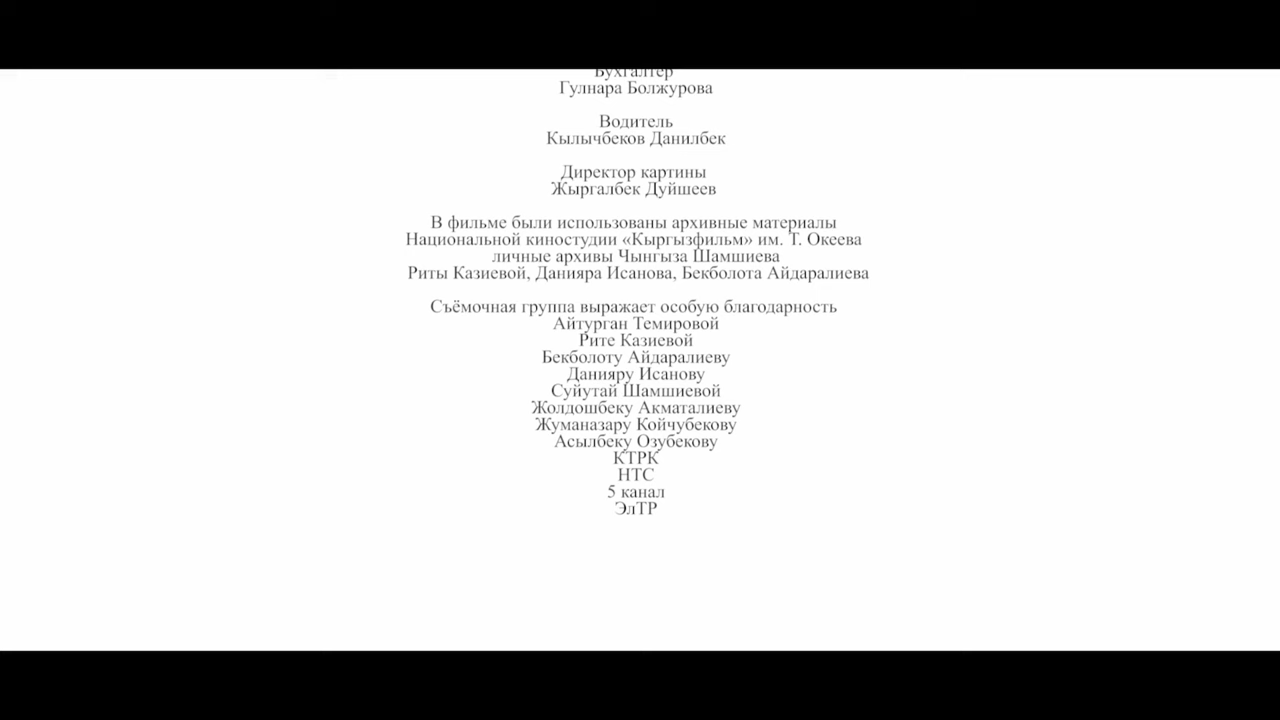 Бухгалтер
Гулнара Болжурова
Водитель
Кылычбеков Данилбек
Директор картины
Жыргалбек Дуйшеев
В фильме были использованы архивные материалы
Национальной киностудии «Кыргызфильм» им. Т. Океева
личные архивы Чынгыза Шамшиева
Риты Казиевой, Данияра Исанова, Бекболота Айдаралиева
Съёмочная группа выражает особую благодарность
Айтурган Темировой
Рите Казиевой
Бекболоту Айдаралиеву
Данияру Исанову
Суйутай Шамшиевой
Жолдошбеку Акматалиеву
Жуманазару Койчубекову
Асылбеку Озубекову
КТРК
НТС
5 канал
ЭлТР